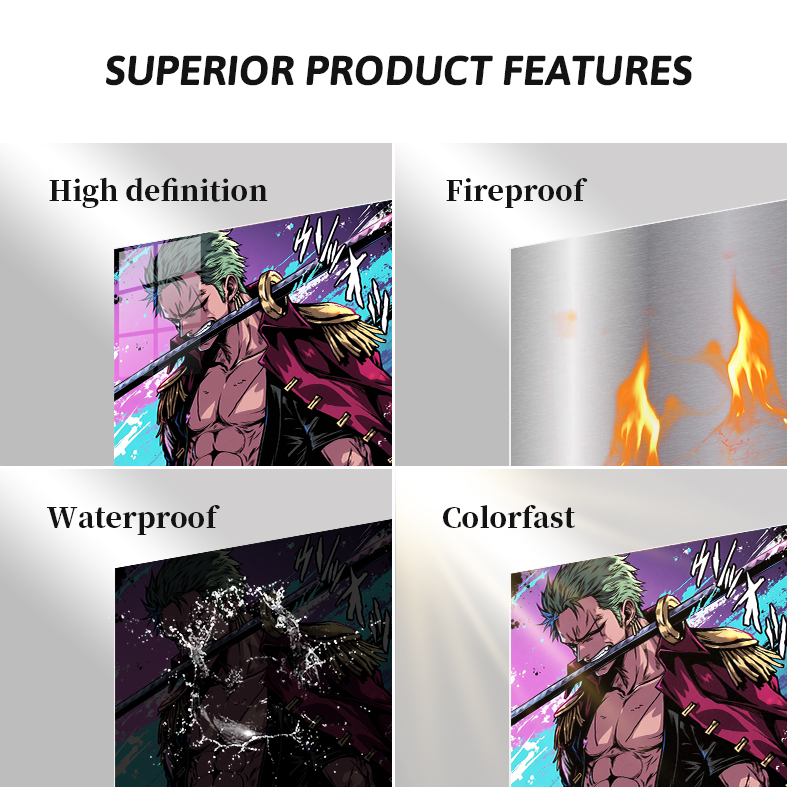 SUPERIOR PRODUCT FEATURES
High definition
Fireproof
Waterproof
Colorfast